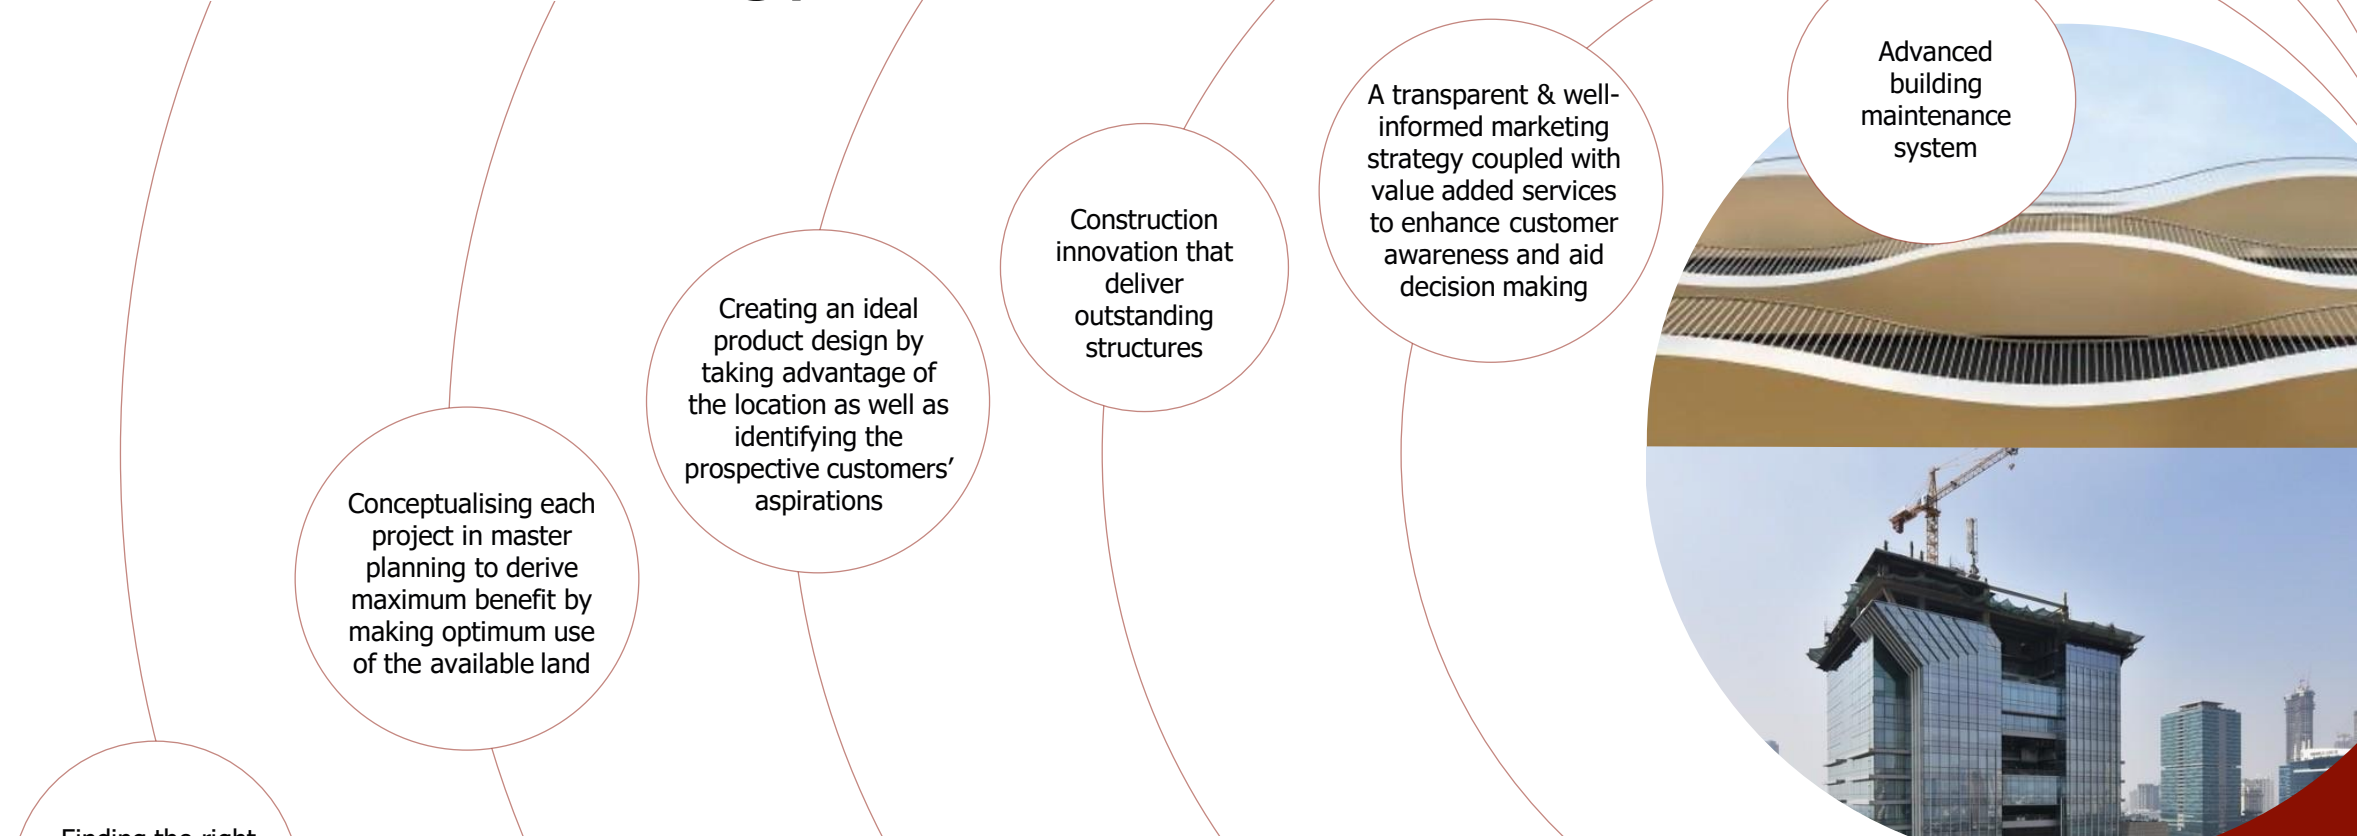 Advanced
building
maintenance
system
A transparent & well-
informed marketing
strategy coupled with
value added services
to enhance customer
awareness and aid
decision making
Construction
innovation that
deliver
outstanding
structures
Creating an ideal
product design by
taking advantage of
the location as well as
identifying the
prospective customers’
aspirations
Conceptualising each
project in master
planning to derive
maximum benefit by
making optimum use
of the available land
Finding the right